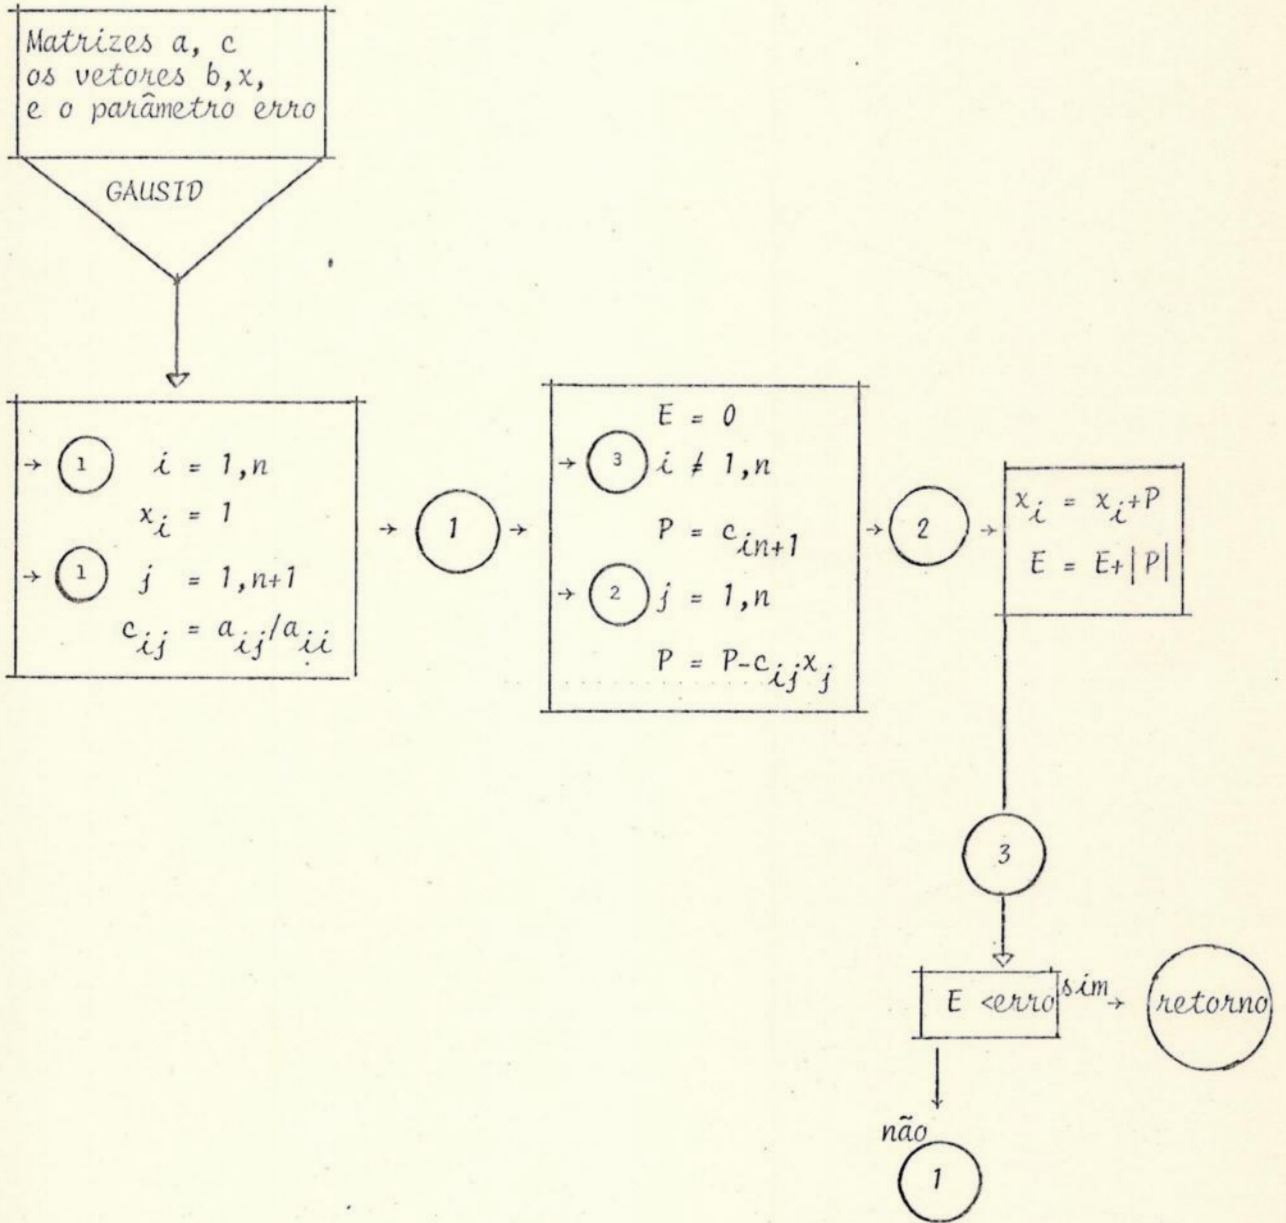 Matrizes a, c
os vetores b,x,
e o parâmetro erro
GAUSID
→ 1 i = 1,n
x_i = 1
→ 1 j = 1,n+1
c_ij = a_ij/a_ii
→ 1 →
E = 0
→ 3 i ≠ 1,n
P = c_in+1
→ 2 j = 1,n
P = P-c_ij x_j
→ 2 →
x_i = x_i+P
E = E+|P|
3
E <erro
sim →
retorno
não
1